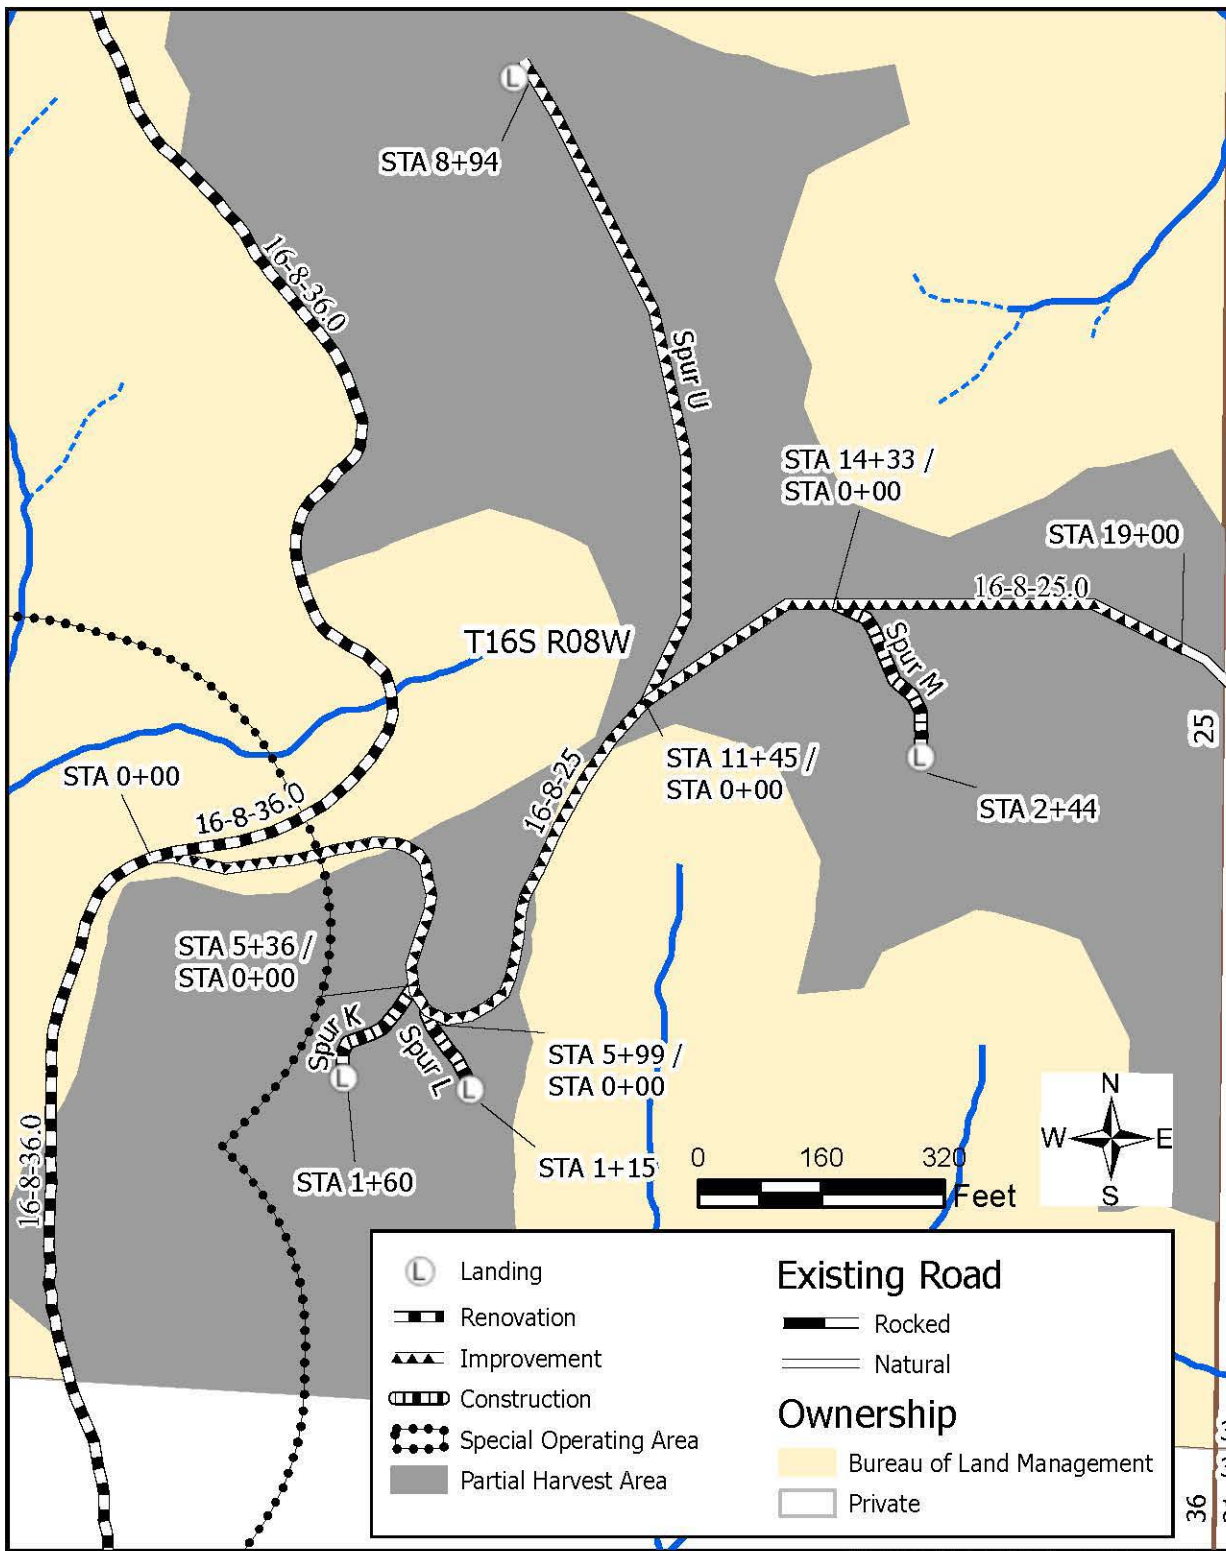 L
STA 8+94
16-8-36.0
Spur U
STA 14+33 /
STA 0+00
STA 19+00
16-8-25.0
T16S R08W
Spur M
25
L
STA 11+45 /
STA 0+00
STA 2+44
STA 0+00
16-8-36.0
16-8-25
STA 5+36 /
STA 0+00
Spur K
Spur L
L
L
STA 5+99 /
STA 0+00
16-8-36.0
STA 1+60
STA 1+15
0 160 320
Feet
N
W E
S
L Landing
Renovation
Improvement
Construction
Special Operating Area
Partial Harvest Area
Existing Road
Rocked
Natural
Ownership
Bureau of Land Management
Private
36